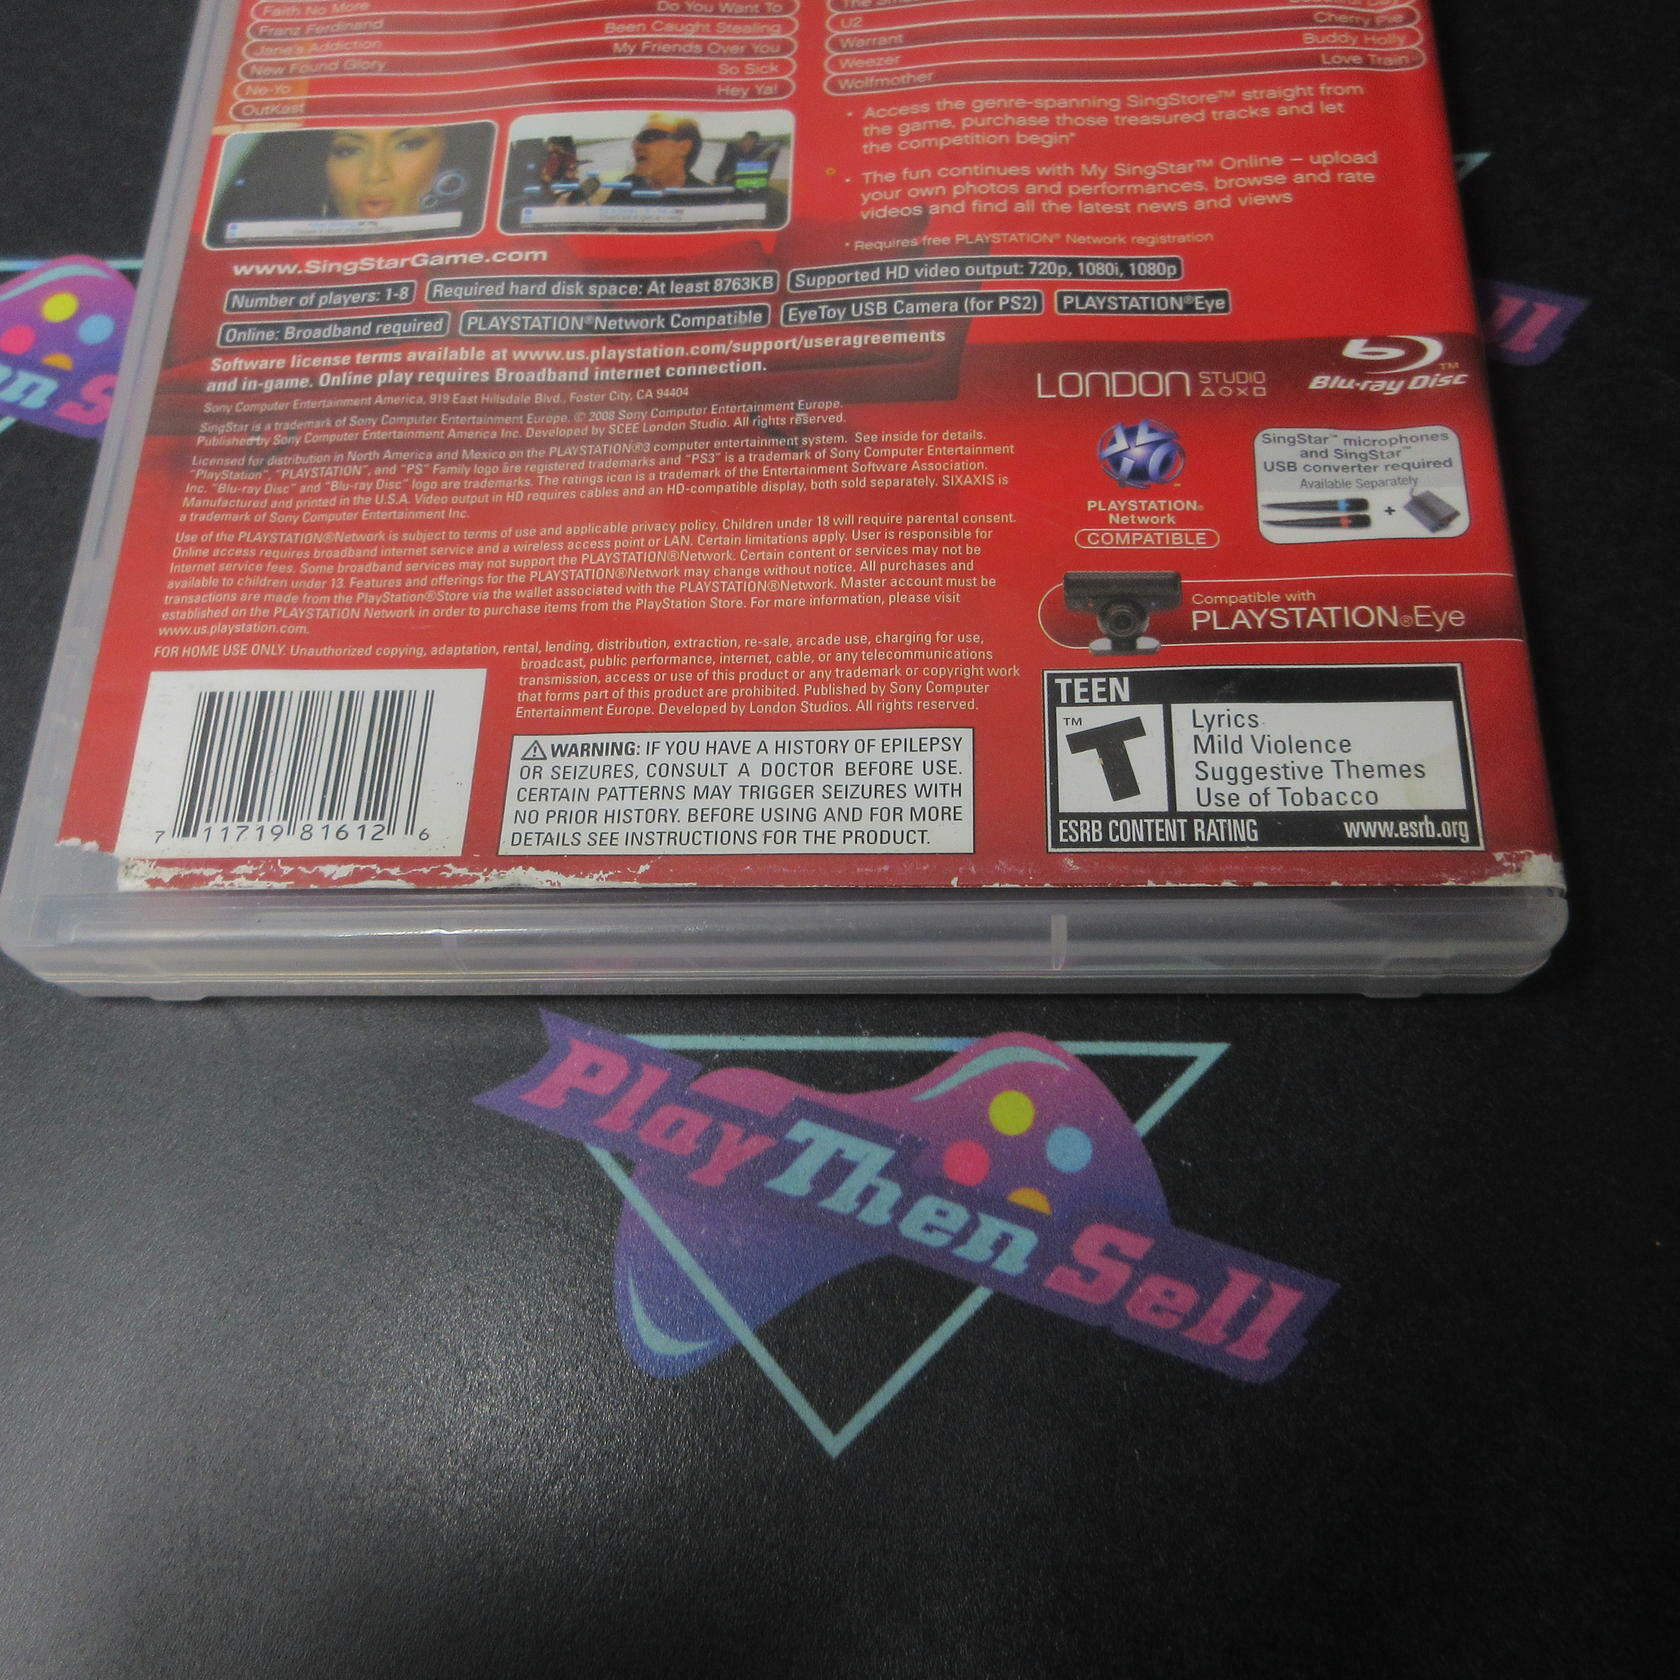 Faith No More
Do You Want To
Franz Ferdinand
Been Caught Stealing
Jane's Addiction
My Friends Over You
New Found Glory
So Sick
Ne-Yo
Hey Ya!
OutKast
U2
Cherry Pie
Warrant
Buddy Holly
Weezer
Love Train
Wolfmother
• Access the genre-spanning SingStore™ straight from
the game, purchase those treasured tracks and let
the competition begin*
• The fun continues with My SingStar™ Online – upload
your own photos and performances, browse and rate
videos and find all the latest news and views
* Requires free PLAYSTATION® Network registration
www.SingStarGame.com
Number of players: 1-8
Required hard disk space: At least 8763KB
Supported HD video output: 720p, 1080i, 1080p
Online: Broadband required
PLAYSTATION®Network Compatible
EyeToy USB Camera (for PS2)
PLAYSTATION®Eye
Software license terms available at www.us.playstation.com/support/useragreements
and in-game. Online play requires Broadband internet connection.
Sony Computer Entertainment America, 919 East Hillsdale Blvd., Foster City, CA 94404
SingStar is a trademark of Sony Computer Entertainment Europe. © 2008 Sony Computer Entertainment Europe.
Published by Sony Computer Entertainment America Inc. Developed by SCEE London Studio. All rights reserved.
Licensed for distribution in North America and Mexico on the PLAYSTATION®3 computer entertainment system. See inside for details.
"PlayStation", "PLAYSTATION", and "PS" Family logo are registered trademarks and "PS3" is a trademark of Sony Computer Entertainment
Inc. "Blu-ray Disc" and "Blu-ray Disc" logo are trademarks. The ratings icon is a trademark of the Entertainment Software Association.
Manufactured and printed in the U.S.A. Video output in HD requires cables and an HD-compatible display, both sold separately. SIXAXIS is
a trademark of Sony Computer Entertainment Inc.
Use of the PLAYSTATION®Network is subject to terms of use and applicable privacy policy. Children under 18 will require parental consent.
Online access requires broadband internet service and a wireless access point or LAN. Certain limitations apply. User is responsible for
Internet service fees. Some broadband services may not support the PLAYSTATION®Network. Certain content or services may not be
available to children under 13. Features and offerings for the PLAYSTATION®Network may change without notice. All purchases and
transactions are made from the PlayStation®Store via the wallet associated with the PLAYSTATION®Network. Master account must be
established on the PLAYSTATION Network in order to purchase items from the PlayStation Store. For more information, please visit
www.us.playstation.com.
FOR HOME USE ONLY. Unauthorized copying, adaptation, rental, lending, distribution, extraction, re-sale, arcade use, charging for use,
broadcast, public performance, internet, cable, or any telecommunications
transmission, access or use of this product or any trademark or copyright work
that forms part of this product are prohibited. Published by Sony Computer
Entertainment Europe. Developed by London Studios. All rights reserved.
LONDON STUDIO
Blu-ray Disc
PLAYSTATION®
Network
COMPATIBLE
SingStar™ microphones
and SingStar™
USB converter required
Available Separately
+
Compatible with
PLAYSTATION®Eye
7 11719 81612 6
WARNING: IF YOU HAVE A HISTORY OF EPILEPSY
OR SEIZURES, CONSULT A DOCTOR BEFORE USE.
CERTAIN PATTERNS MAY TRIGGER SEIZURES WITH
NO PRIOR HISTORY. BEFORE USING AND FOR MORE
DETAILS SEE INSTRUCTIONS FOR THE PRODUCT.
TEEN
T
Lyrics
Mild Violence
Suggestive Themes
Use of Tobacco
ESRB CONTENT RATING www.esrb.org
Play Then Sell